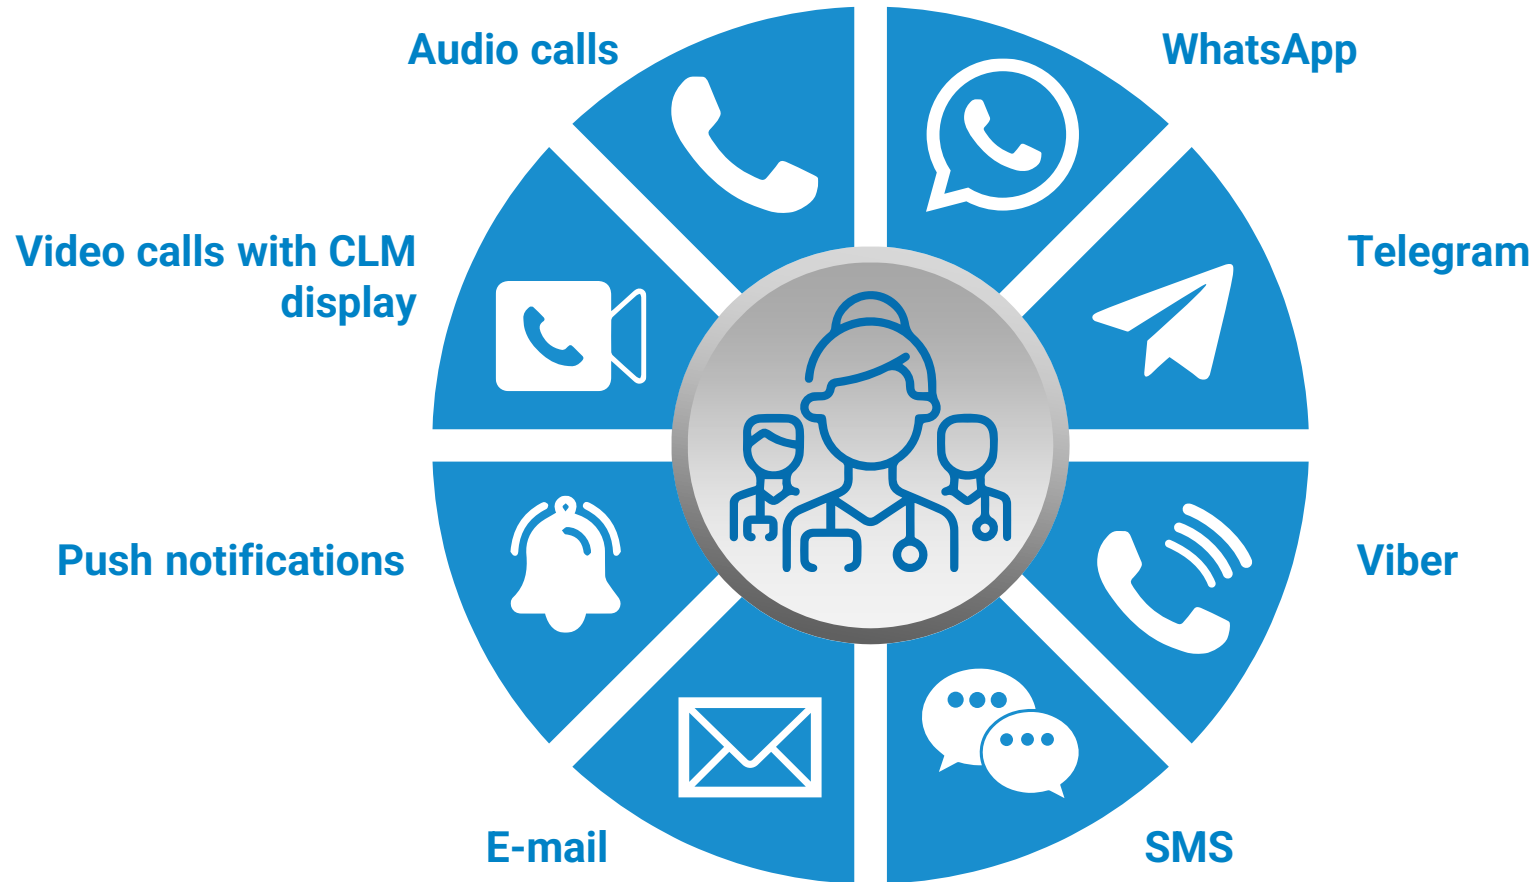 Audio calls
WhatsApp
Video calls with CLM
display
Telegram
Push notifications
Viber
E-mail
SMS